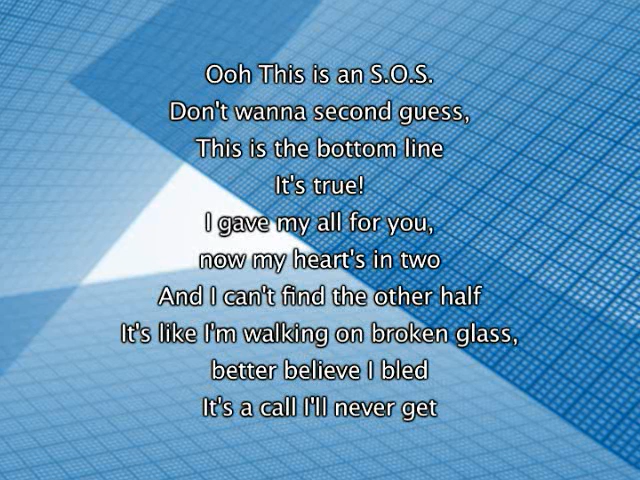 Ooh This is an S.O.S.
Don't wanna second guess,
This is the bottom line
It's true!
I gave my all for you,
now my heart's in two
And I can't find the other half
It's like I'm walking on broken glass,
better believe I bled
It's a call I'll never get